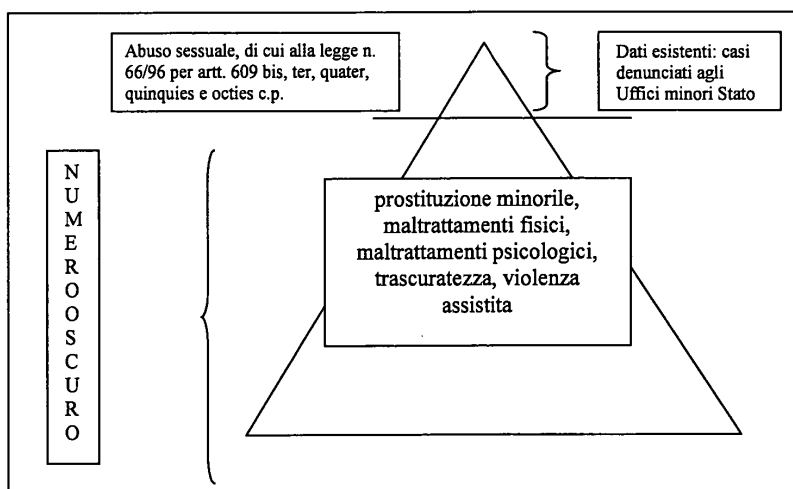 Abuso sessuale, di cui alla legge n.
66/96 per artt. 609 bis, ter, quater,
quinquies e octies c.p.
Dati esistenti: casi
denunciati agli
Uffici minori Stato
N
U
M
E
R
O
O
S
C
U
R
O
prostituzione minorile,
maltrattamenti fisici,
maltrattamenti psicologici,
trascuratezza, violenza
assistita